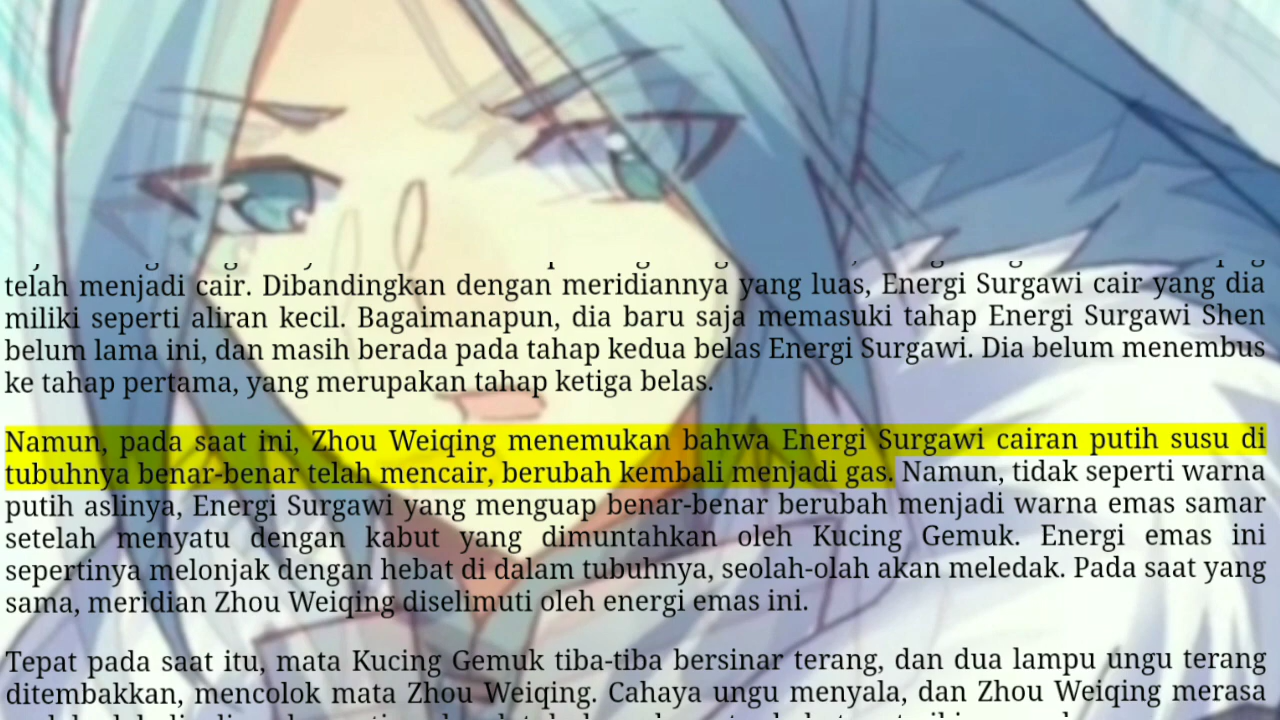 telah menjadi cair. Dibandingkan dengan meridiannya yang luas, Energi Surgawi cair yang dia
miliki seperti aliran kecil. Bagaimanapun, dia baru saja memasuki tahap Energi Surgawi Shen
belum lama ini, dan masih berada pada tahap kedua belas Energi Surgawi. Dia belum menembus
ke tahap pertama, yang merupakan tahap ketiga belas.
Namun, pada saat ini, Zhou Weiqing menemukan bahwa Energi Surgawi cairan putih susu di
tubuhnya benar-benar telah mencair, berubah kembali menjadi gas. Namun, tidak seperti warna
putih aslinya, Energi Surgawi yang menguap benar-benar berubah menjadi warna emas samar
setelah menyatu dengan kabut yang dimuntahkan oleh Kucing Gemuk. Energi emas ini
sepertinya melonjak dengan hebat di dalam tubuhnya, seolah-olah akan meledak. Pada saat yang
sama, meridian Zhou Weiqing diselimuti oleh energi emas ini.
Tepat pada saat itu, mata Kucing Gemuk tiba-tiba bersinar terang, dan dua lampu ungu terang
ditembakkan, mencolok mata Zhou Weiqing. Cahaya ungu menyala, dan Zhou Weiqing merasa